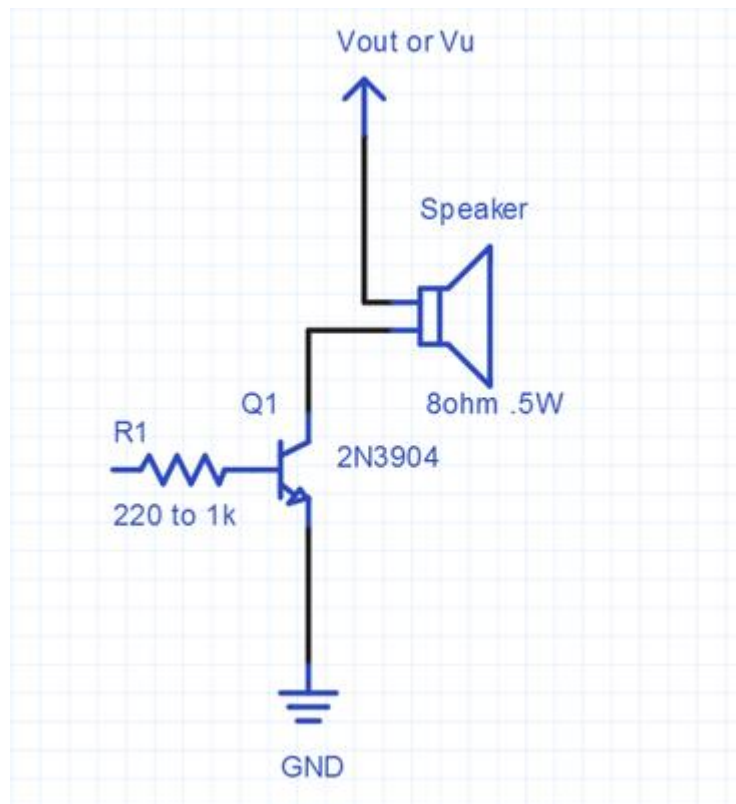 Vout or Vu
Speaker
8ohm .5W
Q1
R1
2N3904
220 to 1k
GND